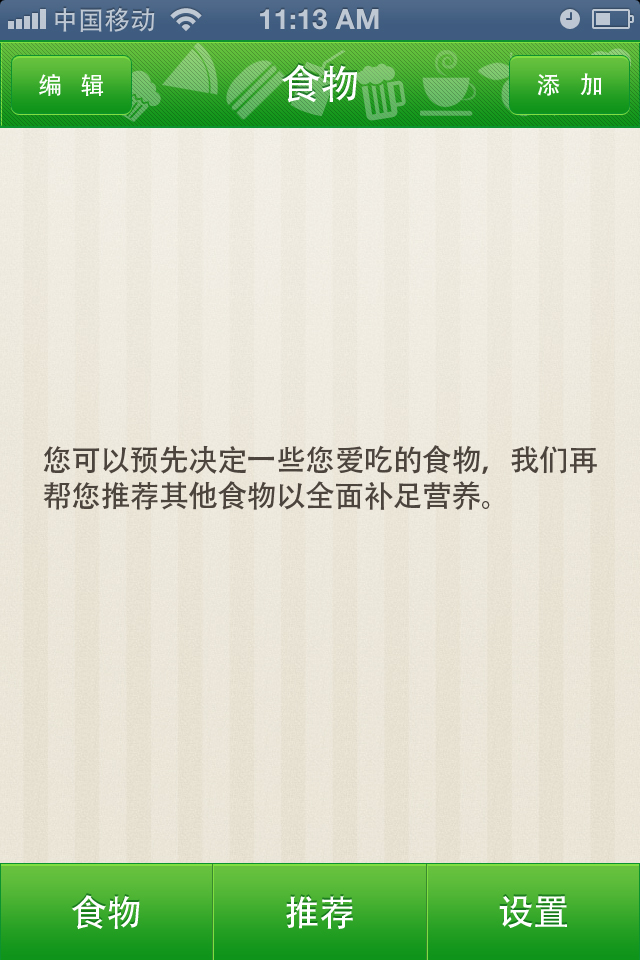 中国移动 11:13 AM
编 辑 食物 添 加
您可以预先决定一些您爱吃的食物，我们再
帮您推荐其他食物以全面补足营养。
食物 推荐 设置